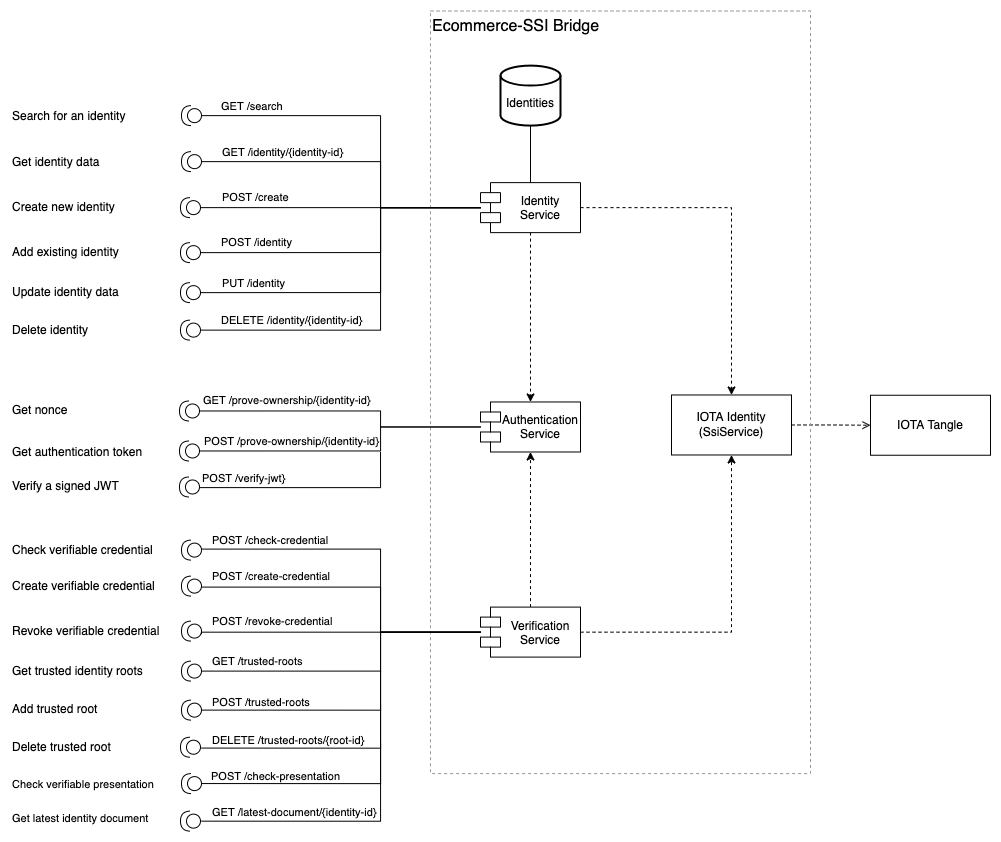 Ecommerce-SSI Bridge
Identities
Search for an identity
GET /search
Get identity data
GET /identity/{identity-id}
Create new identity
POST /create
Identity
Service
Add existing identity
POST /identity
Update identity data
PUT /identity
Delete identity
DELETE /identity/{identity-id}
Get nonce
GET /prove-ownership/{identity-id}
Get authentication token
POST /prove-ownership/{identity-id}
Verify a signed JWT
POST /verify-jwt}
Authentication
Service
IOTA Identity
(SsiService)
IOTA Tangle
Check verifiable credential
POST /check-credential
Create verifiable credential
POST /create-credential
Revoke verifiable credential
POST /revoke-credential
Verification
Service
Get trusted identity roots
GET /trusted-roots
Add trusted root
POST /trusted-roots
Delete trusted root
DELETE /trusted-roots/{root-id}
Check verifiable presentation
POST /check-presentation
Get latest identity document
GET /latest-document/{identity-id}